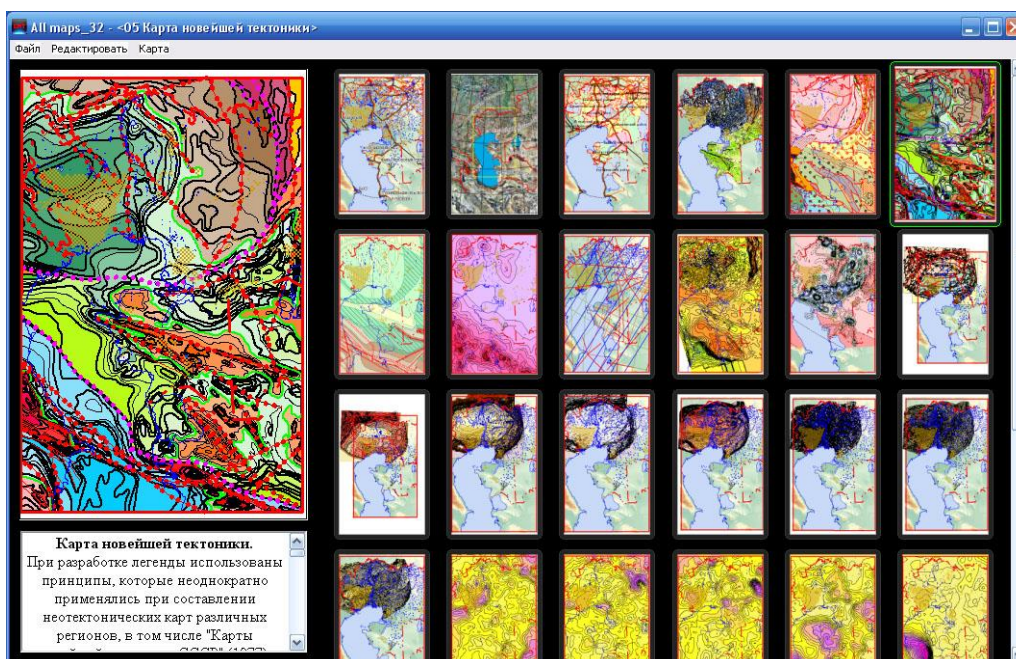 All maps_32 - <05 Карта новейшей тектоники>
Файл Редактировать Карта
Карта новейшей тектоники.
При разработке легенды использованы
принципы, которые неоднократно
применялись при составлении
неотектонических карт различных
регионов, в том числе "Карты